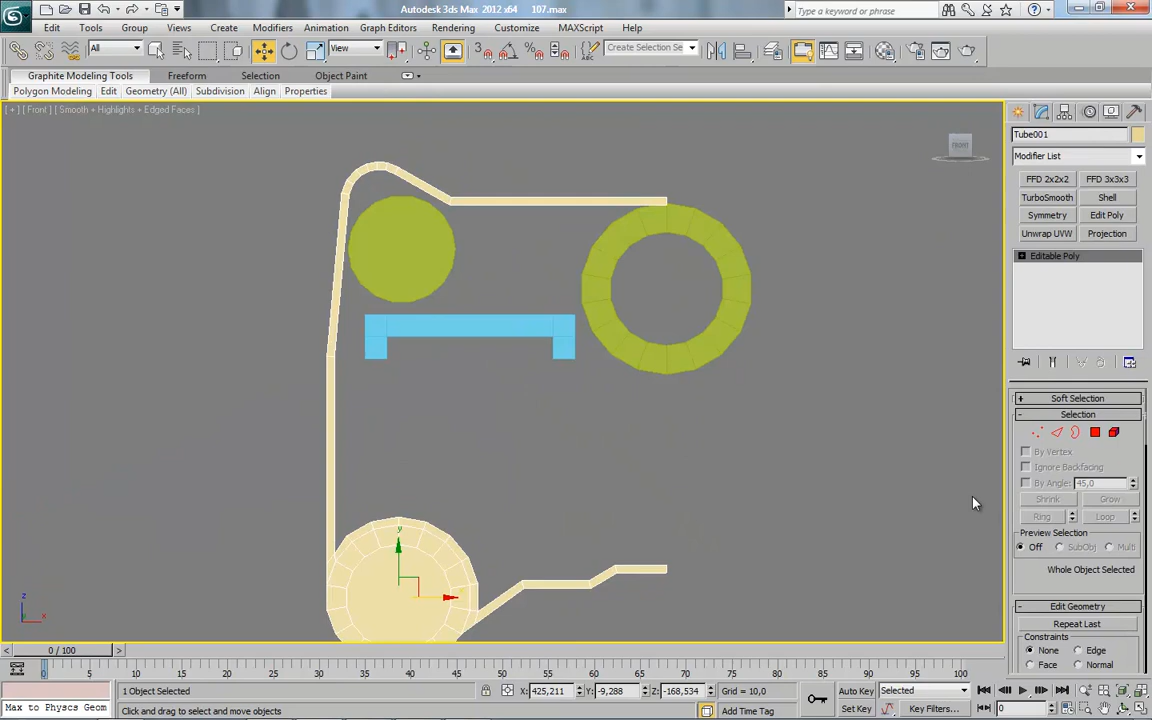 Autodesk 3ds Max 2012 x64 107.max
Type a keyword or phrase
Edit Tools Group Views Create Modifiers Animation Graph Editors Rendering Customize MAXScript Help
All View Create Selection Se
Graphite Modeling Tools Freeform Selection Object Paint
Polygon Modeling Edit Geometry (All) Subdivision Align Properties
[ + ] [ Front ] [ Smooth + Highlights + Edged Faces ]
FRONT
Tube001
Modifier List
FFD 2x2x2 FFD 3x3x3
TurboSmooth Shell
Symmetry Edit Poly
Unwrap UVW Projection
Editable Poly
+ Soft Selection
- Selection
By Vertex
Ignore Backfacing
By Angle: 45,0
Shrink Grow
Ring Loop
Preview Selection
Off SubObj Multi
Whole Object Selected
- Edit Geometry
Repeat Last
Constraints
None Edge
Face Normal
y
z
x
< 0 / 100 >
0 5 10 15 20 25 30 35 40 45 50 55 60 65 70 75 80 85 90 95 100
1 Object Selected X: 425,211 Y: -9,288 Z: -168,534 Grid = 10,0 Auto Key Selected
Max to Physcs Geom Click and drag to select and move objects Add Time Tag Set Key Key Filters... 0